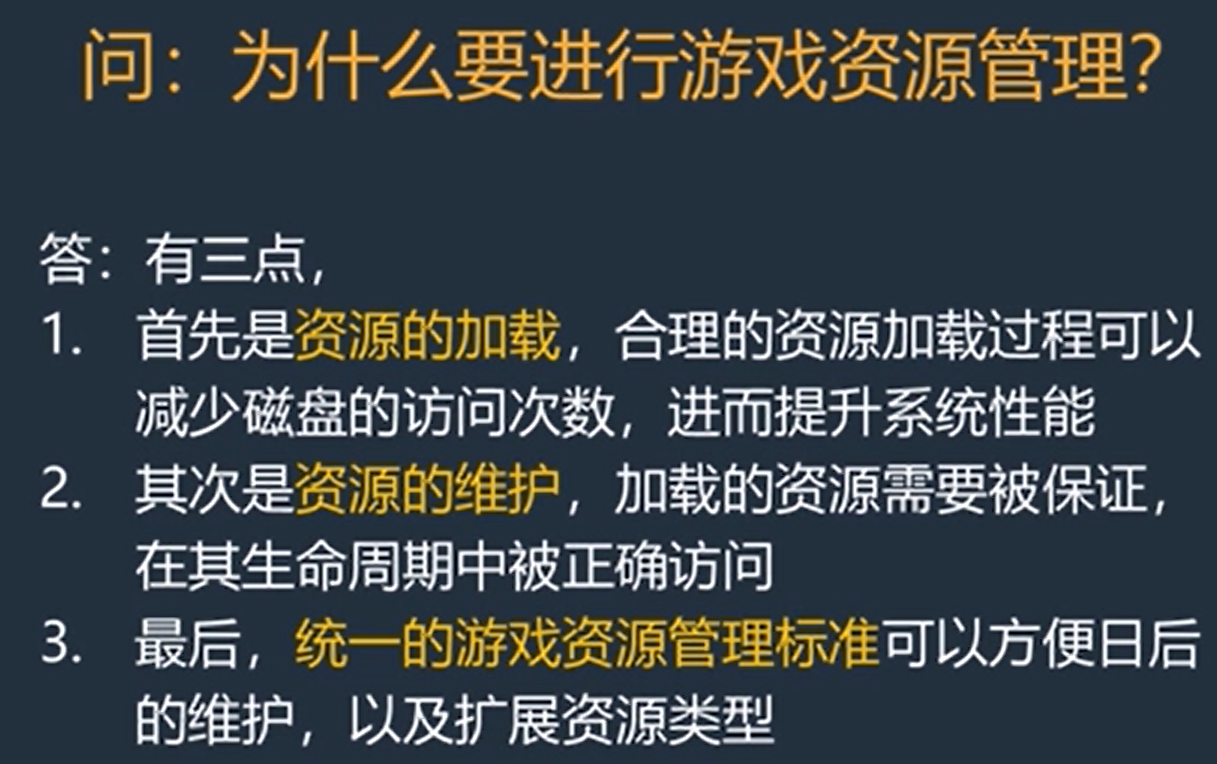 问：为什么要进行游戏资源管理？
答：有三点，
1. 首先是资源的加载，合理的资源加载过程可以
减少磁盘的访问次数，进而提升系统性能
2. 其次是资源的维护，加载的资源需要被保证，
在其生命周期中被正确访问
3. 最后，统一的游戏资源管理标准可以方便日后
的维护，以及扩展资源类型